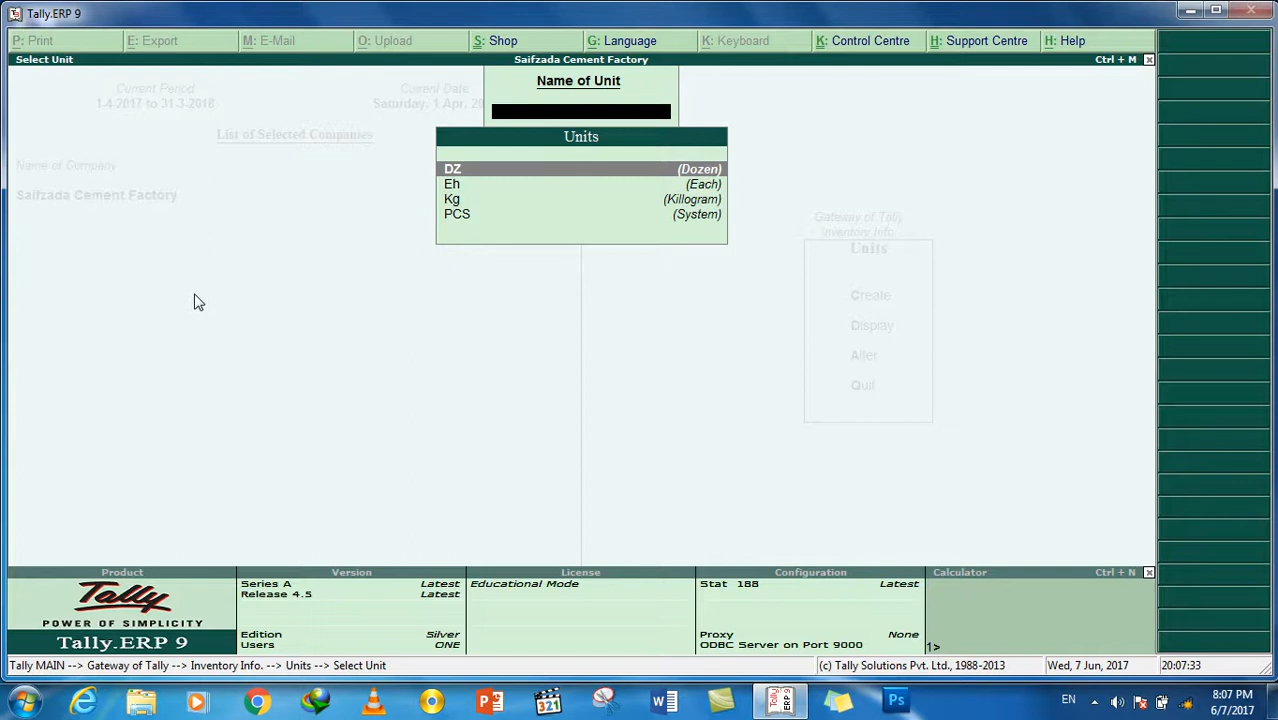 Tally.ERP 9
P: Print
E: Export
M: E-Mail
O: Upload
S: Shop
G: Language
K: Keyboard
K: Control Centre
H: Support Centre
H: Help
Select Unit
Saifzada Cement Factory
Ctrl + M
Current Period
1-4-2017 to 31-3-2018
Current Date
Saturday, 1 Apr, 20
List of Selected Companies
Name of Company
Saifzada Cement Factory
Name of Unit
Units
DZ (Dozen)
Eh (Each)
Kg (Killogram)
PCS (System)
Gateway of Tally
Inventory Info. ...
Units
Create
Display
Alter
Quit
Product
Tally
POWER OF SIMPLICITY
Tally.ERP 9
Version
Series A Latest
Release 4.5 Latest
Edition Silver
Users ONE
License
Educational Mode
Configuration
Stat 188 Latest
Proxy None
ODBC Server on Port 9000
Calculator
Ctrl + N
1>
Tally MAIN --> Gateway of Tally --> Inventory Info. --> Units --> Select Unit
(c) Tally Solutions Pvt. Ltd., 1988-2013
Wed, 7 Jun, 2017
20:07:33
321
Tally
ERP 9
Ps
EN
8:07 PM
6/7/2017